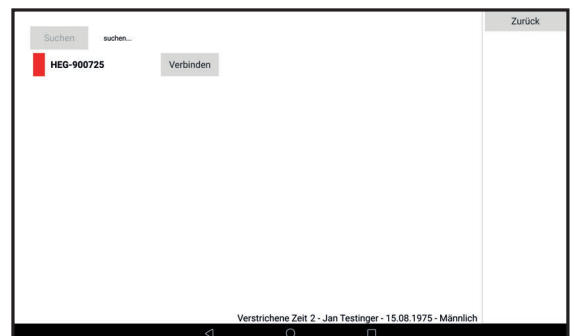 Zurück
Suchen suchen...
HEG-900725 Verbinden
Verstrichene Zeit 2 - Jan Testinger - 15.08.1975 - Männlich